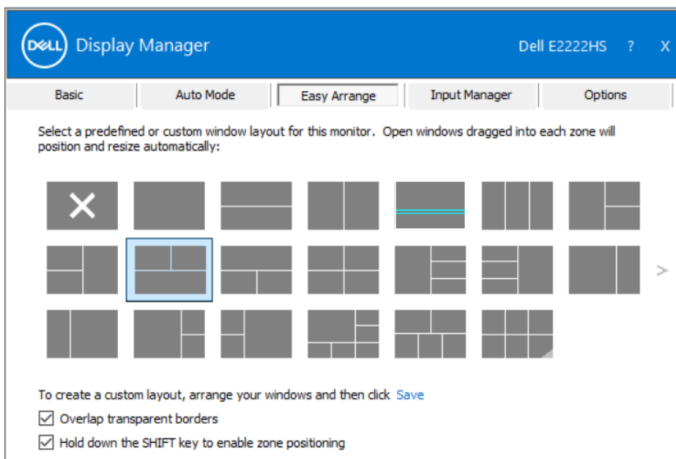 DELL Display Manager Dell E2222HS ? X
Basic Auto Mode Easy Arrange Input Manager Options
Select a predefined or custom window layout for this monitor. Open windows dragged into each zone will
position and resize automatically:
>
To create a custom layout, arrange your windows and then click Save
Overlap transparent borders
Hold down the SHIFT key to enable zone positioning